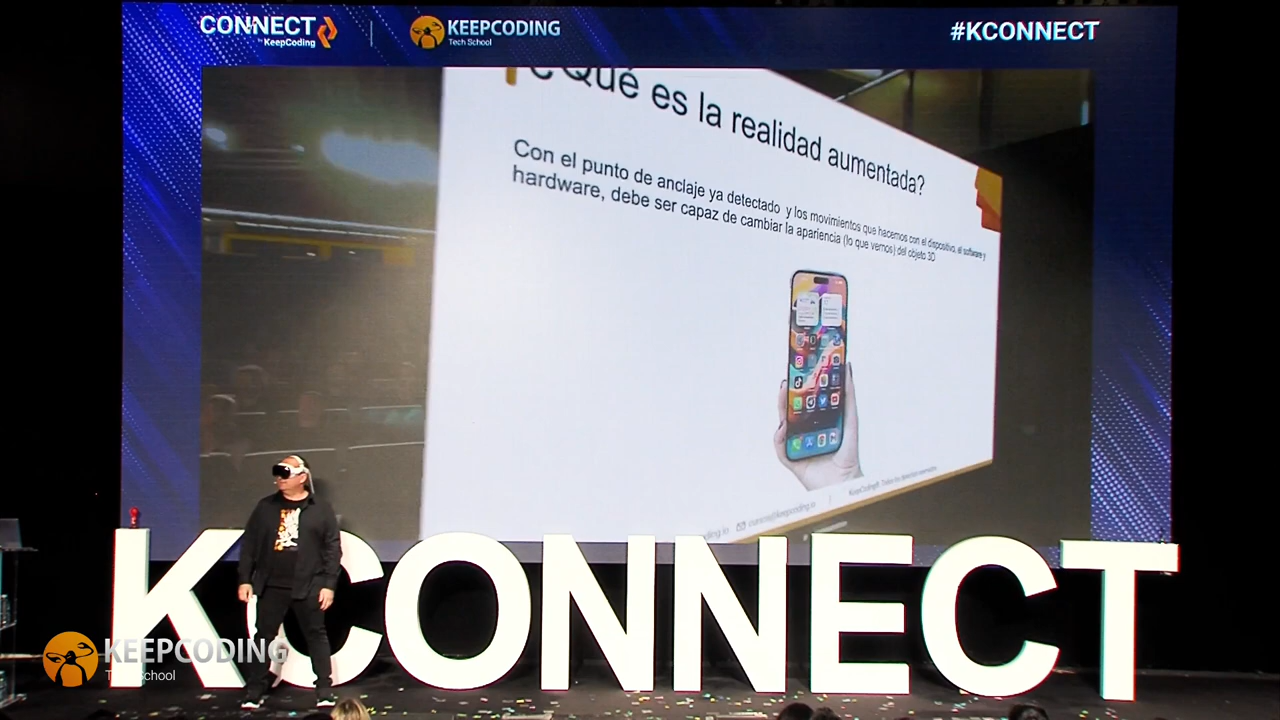 CONNECT
by KeepCoding
KEEPCODING
Tech School
#KCONNECT
¿Qué es la realidad aumentada?
Con el punto de anclaje ya detectado y los movimientos que hacemos con el dispositivo, el software y
hardware, debe ser capaz de cambiar la apariencia (lo que vemos) del objeto 3D
KCONNECT
KEEPCODING
Tech School